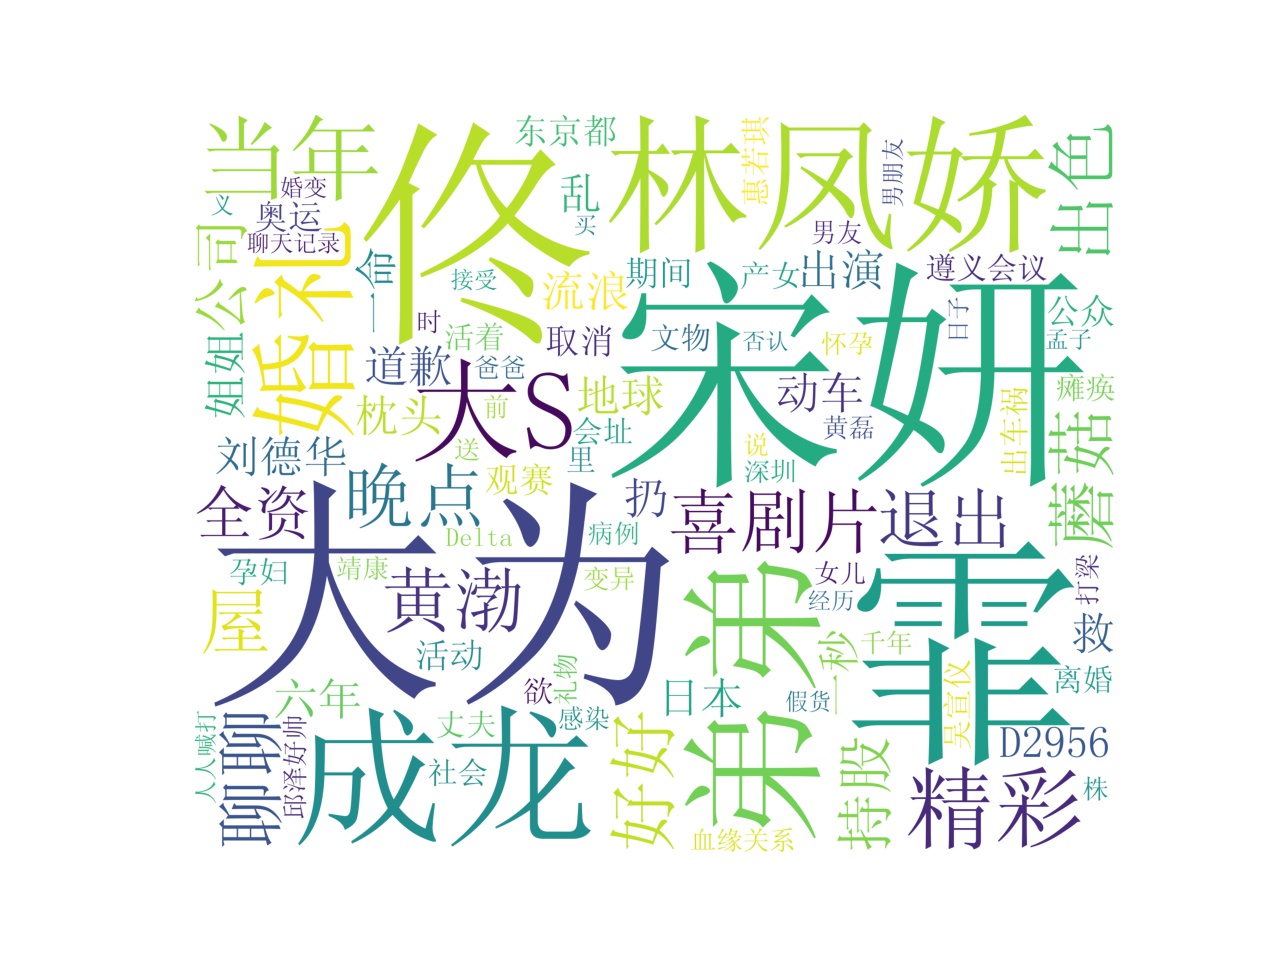 当年
佟
东京都
林凤娇
惠若琪
男朋友
出色
婚变
义
奥运
聊天记录
乱
买
男友
司
公
姐姐
婚礼
一命
接受
流浪
期间
产女
出演
遵义会议
时
活着
取消
文物
否认
怀孕
日子
公众
孟子
道歉
爸爸
大S
地球
宋妍
动车
瘫痪
枕头
前
会址
黄磊
出车祸
蘑菇
刘德华
送
里
说
深圳
晚点
观赛
扔
全资
喜剧片
退出
大为
Delta
病例
孕妇
靖康
黄渤
变异
女儿
经历
霏
打梁
屋
弟弟
救
活动
一秒
千年
六年
欲
礼物
日本
假货
吴宣仪
离婚
人人喊打
聊聊
邱泽好帅
成龙
丈夫
感染
好好
D2956
社会
持股
精彩
株
血缘关系